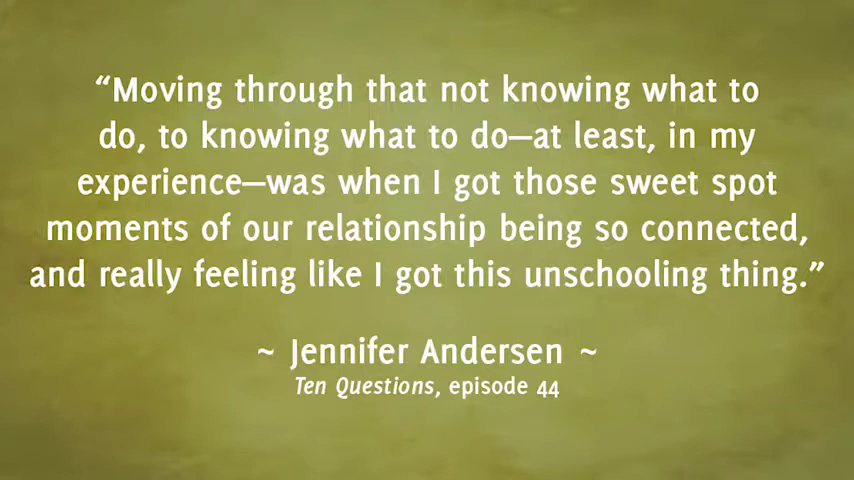 “Moving through that not knowing what to
do, to knowing what to do—at least, in my
experience—was when I got those sweet spot
moments of our relationship being so connected,
and really feeling like I got this unschooling thing.”
~ Jennifer Andersen ~
Ten Questions, episode 44